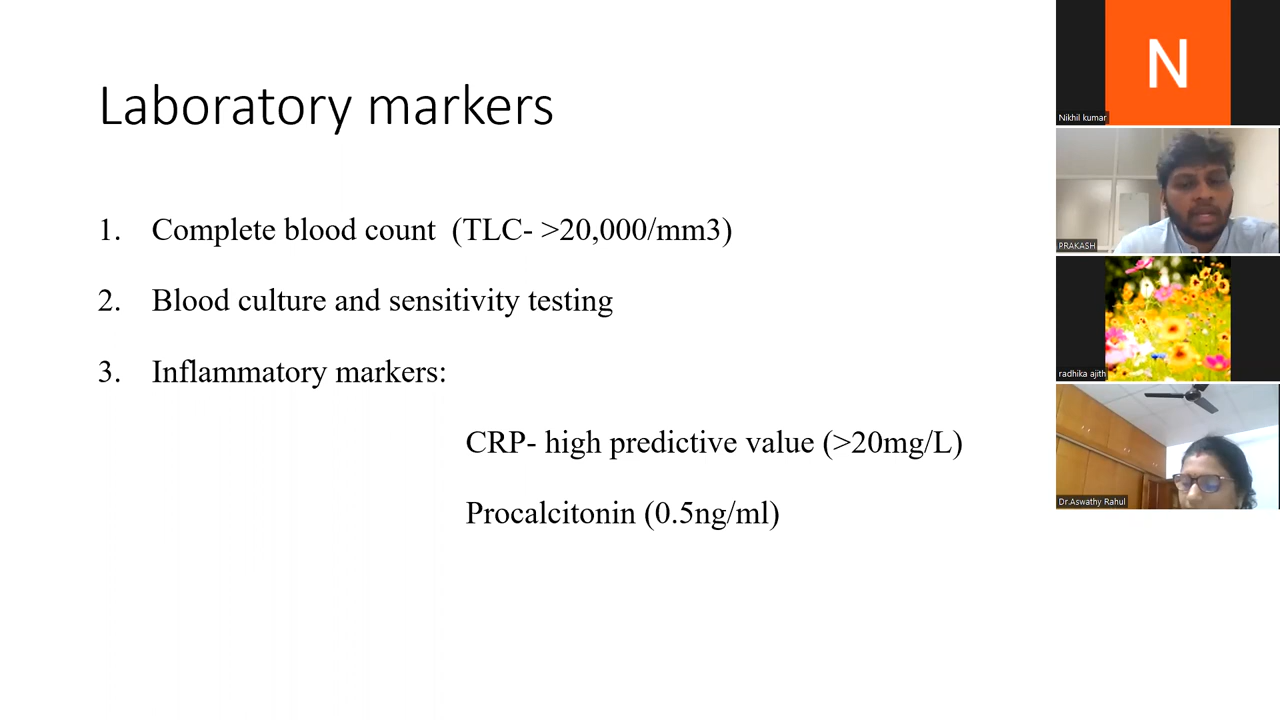 Laboratory markers
1. Complete blood count (TLC- >20,000/mm3)
2. Blood culture and sensitivity testing
3. Inflammatory markers:
CRP- high predictive value (>20mg/L)
Procalcitonin (0.5ng/ml)
N
Nikhil kumar
PRAKASH
radhika ajith
Dr.Aswathy Rahul